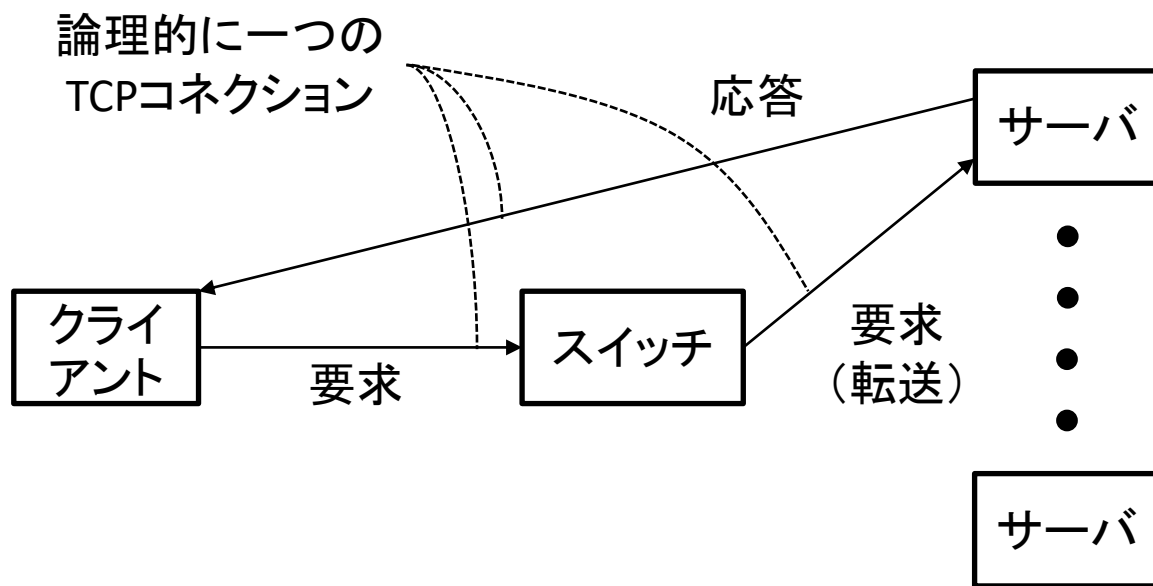 論理的に一つの
TCPコネクション
応答
サーバ
クライ
アント
要求
スイッチ
要求
（転送）
サーバ